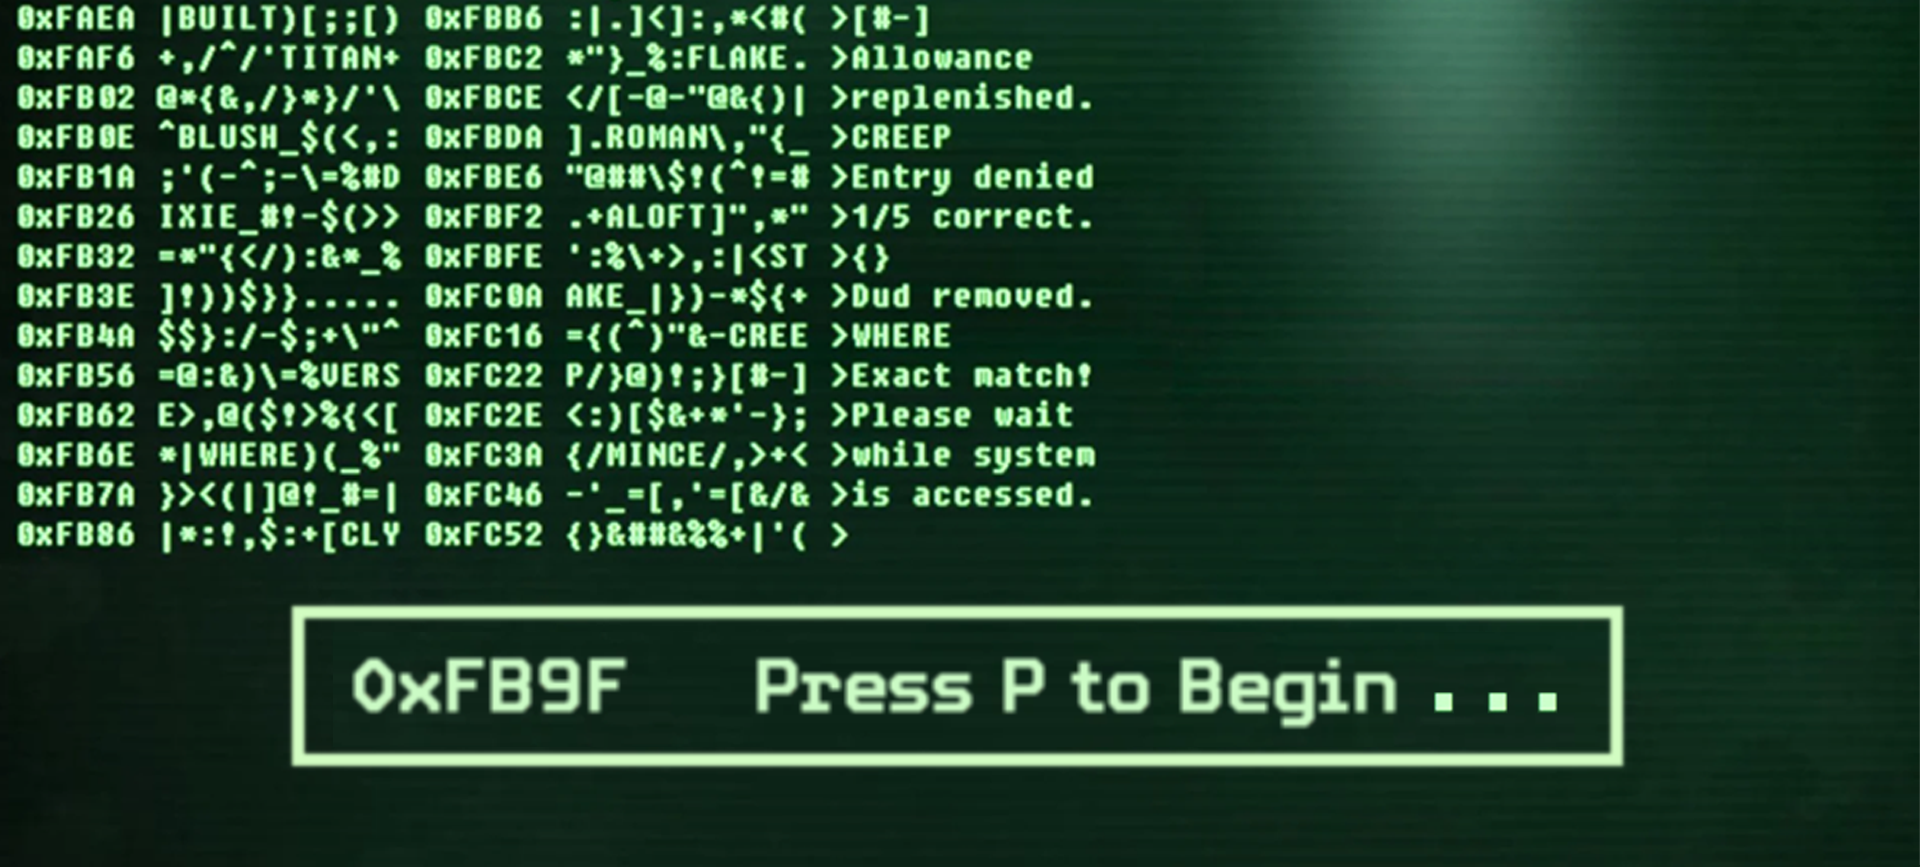 0xFAEA |BUILT)[;;[) 0xFBB6 :|.]<]:,*<#( >[#-]
0xFAF6 +,/^/'TITAN+ 0xFBC2 *"}_%:FLAKE. >Allowance
0xFB02 @*{&,/}*}/'\ 0xFBCE </[-@-"@&{)| >replenished.
0xFB0E ^BLUSH_$(<,: 0xFBDA ].ROMAN\,"{_ >CREEP
0xFB1A ;'(-^;-\=%#D 0xFBE6 "@##\$!(^!=# >Entry denied
0xFB26 IXIE_#!-$(>> 0xFBF2 .+ALOFT]",*" >1/5 correct.
0xFB32 =*"{</):&*_% 0xFBFE ':%\+>,:|<ST >{}
0xFB3E ]!))$}}..... 0xFC0A AKE_|})-*${+ >Dud removed.
0xFB4A $$}:/-$;+\"^ 0xFC16 ={(^)"&-CREE >WHERE
0xFB56 =@:&)\=%VERS 0xFC22 P/}@)!;}[#-] >Exact match!
0xFB62 E>,@($!>%{<[ 0xFC2E <:)[$&+*'-}; >Please wait
0xFB6E *|WHERE)(_%" 0xFC3A {/MINCE/,>+< >while system
0xFB7A }><(|]@!_#=| 0xFC46 -'_=[,'=[&/& >is accessed.
0xFB86 |*:!,$:+[CLY 0xFC52 {}&##&%%+|'( >
0xFB9F Press P to Begin ...